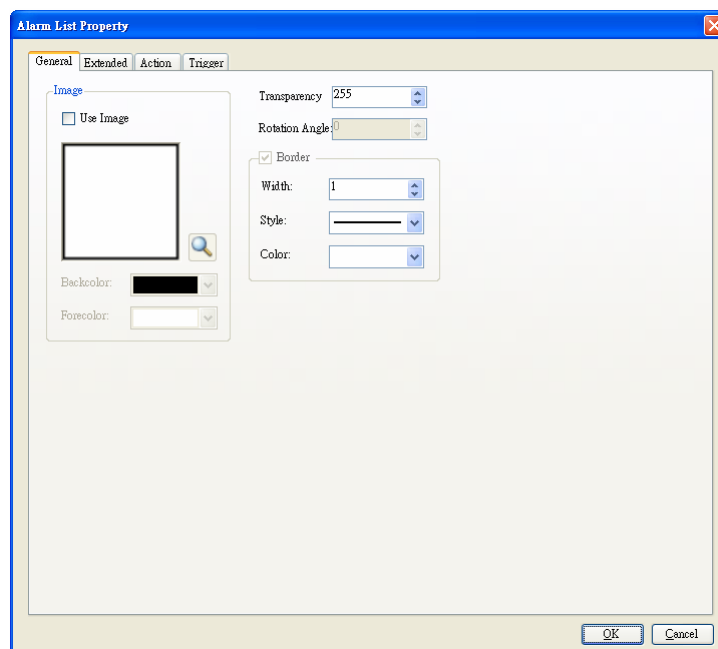 Alarm List Property
General Extended Action Trigger
Image
Use Image
Backcolor:
Forecolor:
Transparency 255
Rotation Angle: 0
Border
Width: 1
Style:
Color:
OK Cancel